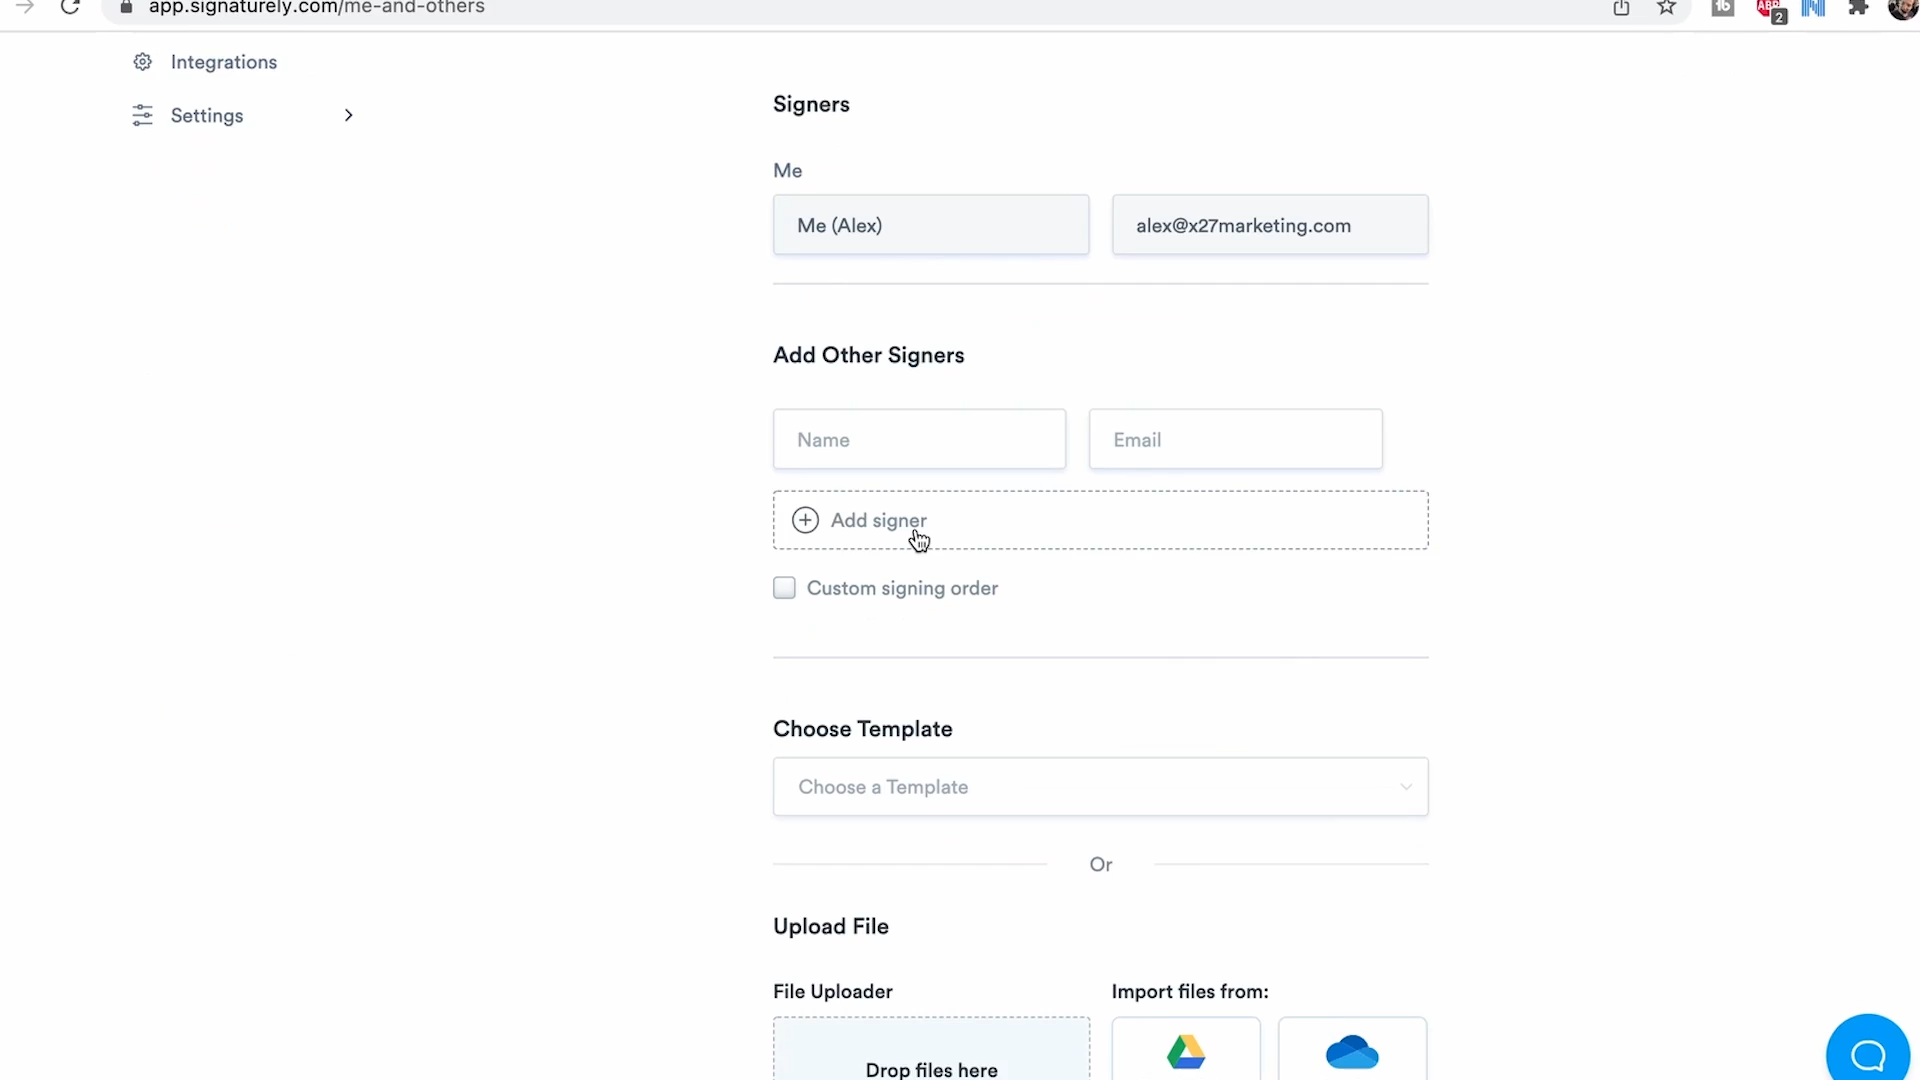 app.signaturely.com/me-and-others
ABP
2
Integrations
Settings
Signers
Me
Me (Alex)
alex@x27marketing.com
Add Other Signers
Name
Email
Add signer
Custom signing order
Choose Template
Choose a Template
Or
Upload File
File Uploader
Import files from:
Drop files here